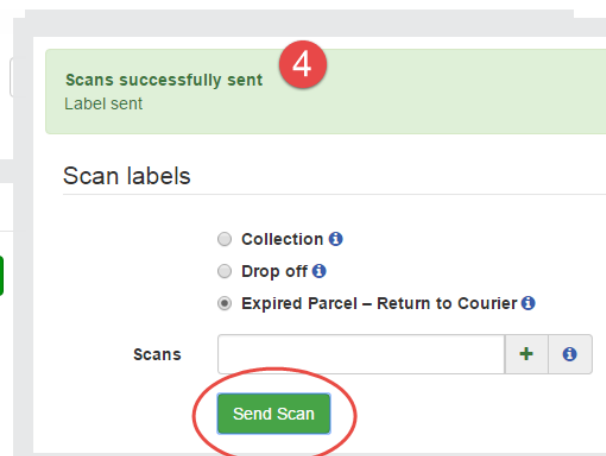 Scans successfully sent
4
Label sent
Scan labels
Collection
Drop off
Expired Parcel – Return to Courier
Scans
+
Send Scan